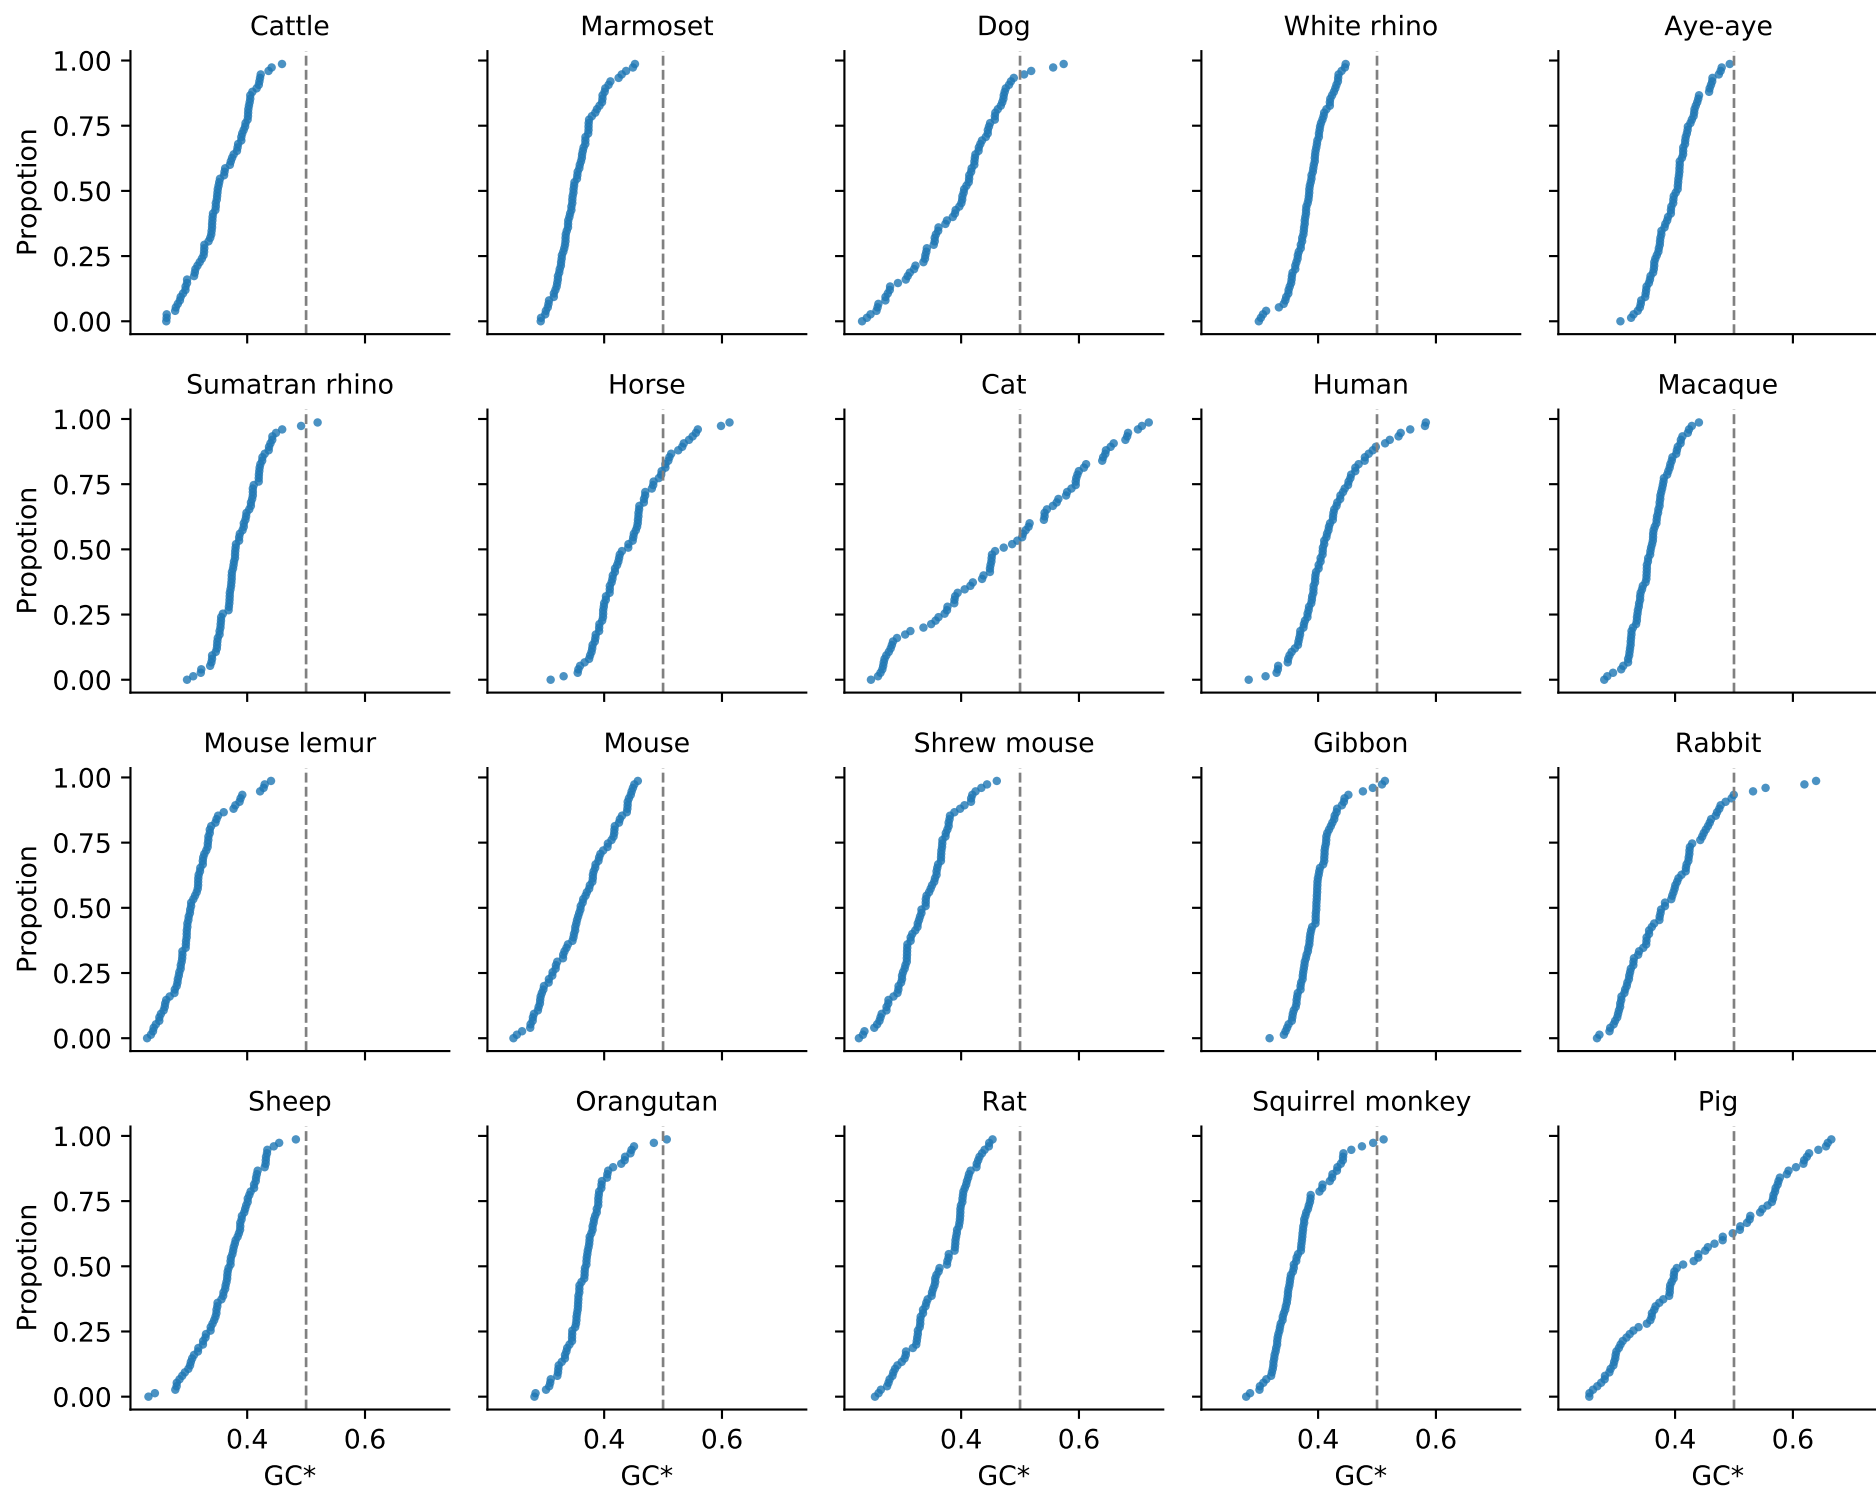 Cattle Marmoset Dog White rhino Aye-aye
1.00
0.75
0.50
0.25
0.00
Propotion
Sumatran rhino Horse Cat Human Macaque
1.00
0.75
0.50
0.25
0.00
Propotion
Mouse lemur Mouse Shrew mouse Gibbon Rabbit
1.00
0.75
0.50
0.25
0.00
Propotion
Sheep Orangutan Rat Squirrel monkey Pig
1.00
0.75
0.50
0.25
0.00
Propotion
0.4 0.6 0.4 0.6 0.4 0.6 0.4 0.6 0.4 0.6
GC* GC* GC* GC* GC*